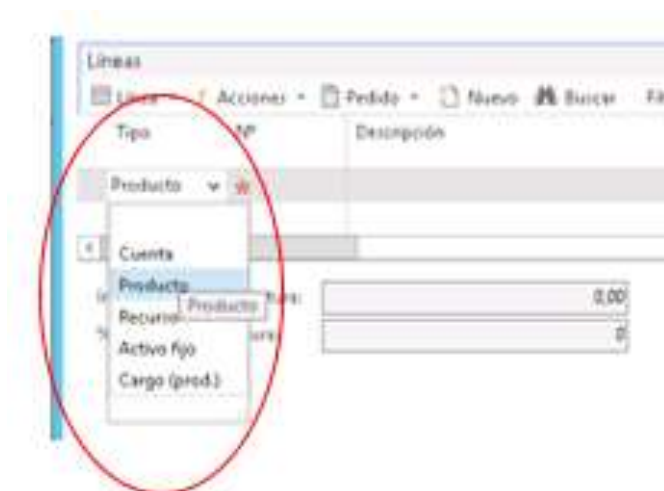 Líneas
Línea Acciones Pedido Nuevo Buscar
Tipo Nº Descripción
Producto *
Cuenta
Producto
Producto
Recurso
Activo fijo
Cargo (prod.)
0,00
0